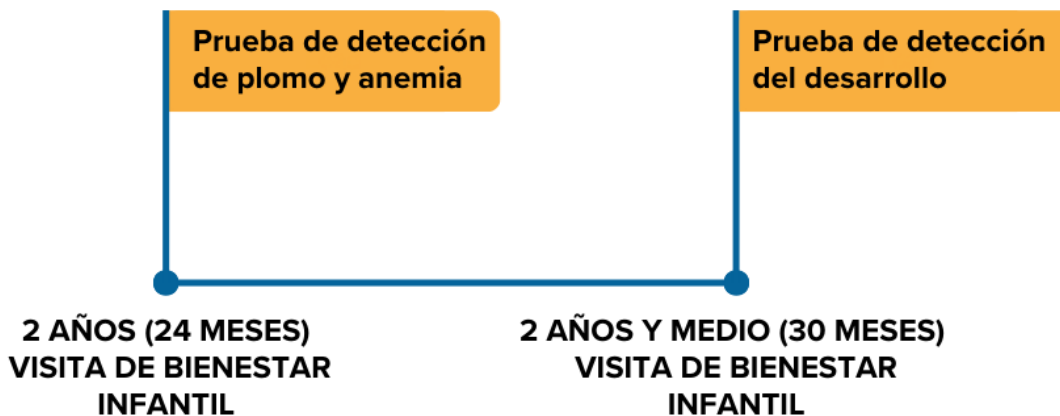 Prueba de detección
de plomo y anemia
Prueba de detección
del desarrollo
2 AÑOS (24 MESES)
VISITA DE BIENESTAR
INFANTIL
2 AÑOS Y MEDIO (30 MESES)
VISITA DE BIENESTAR
INFANTIL